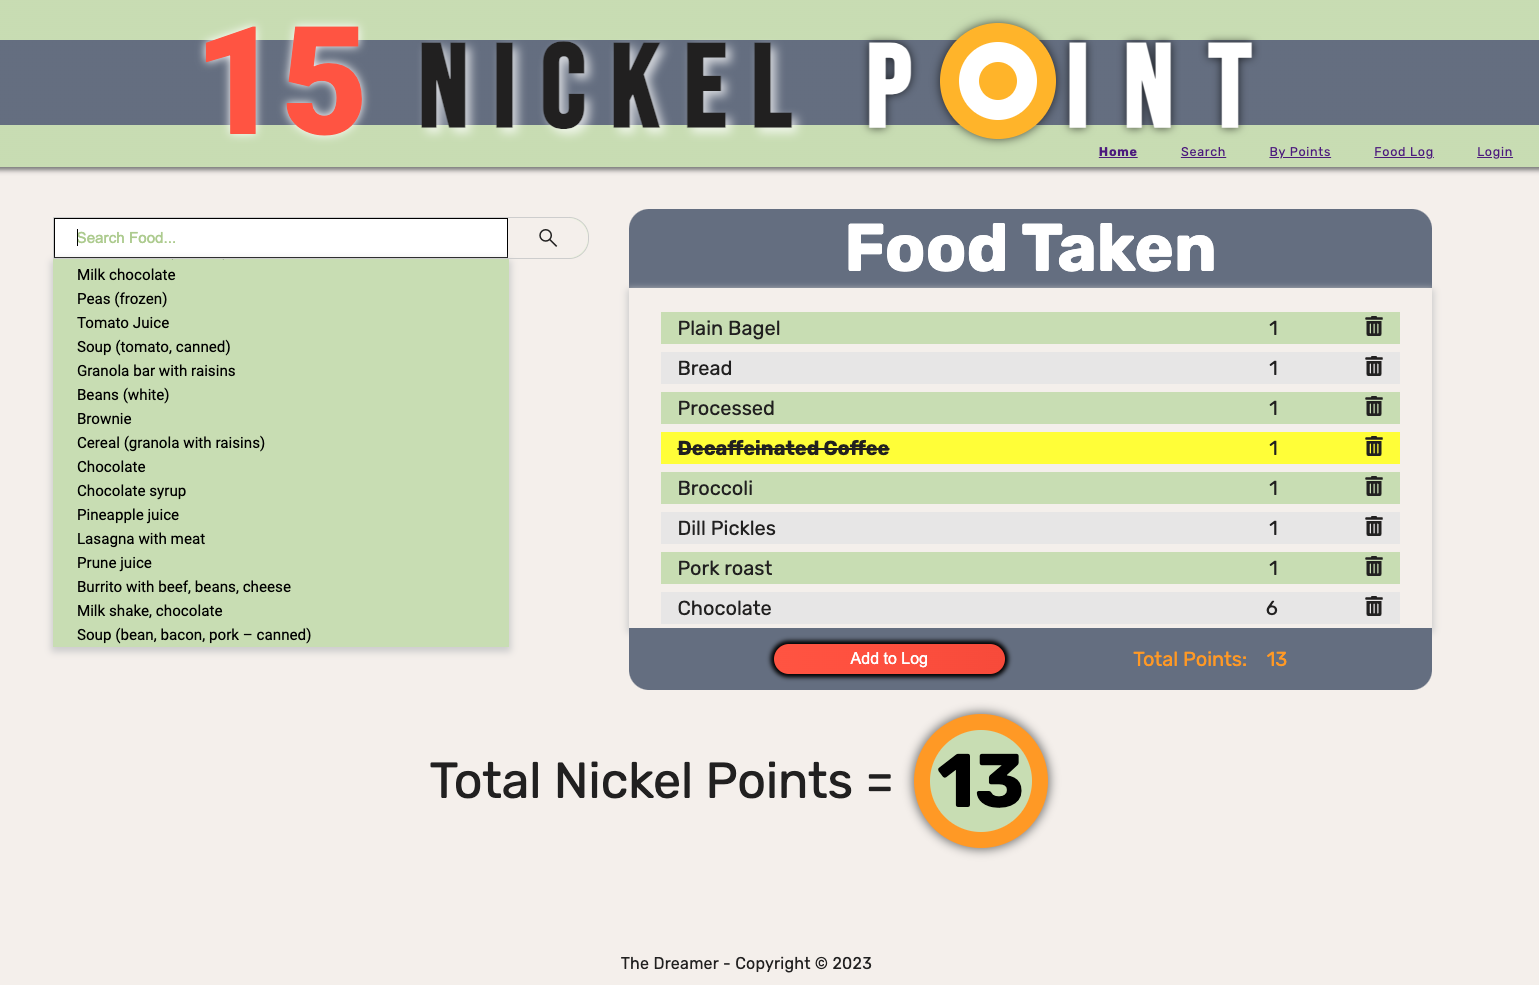 15 NICKEL POINT
Home Search By Points Food Log Login
Search Food...
Milk chocolate
Peas (frozen)
Tomato Juice
Soup (tomato, canned)
Granola bar with raisins
Beans (white)
Brownie
Cereal (granola with raisins)
Chocolate
Chocolate syrup
Pineapple juice
Lasagna with meat
Prune juice
Burrito with beef, beans, cheese
Milk shake, chocolate
Soup (bean, bacon, pork – canned)
Food Taken
Plain Bagel 1
Bread 1
Processed 1
Decaffeinated Coffee 1
Broccoli 1
Dill Pickles 1
Pork roast 1
Chocolate 6
Add to Log Total Points: 13
Total Nickel Points = 13
The Dreamer - Copyright © 2023